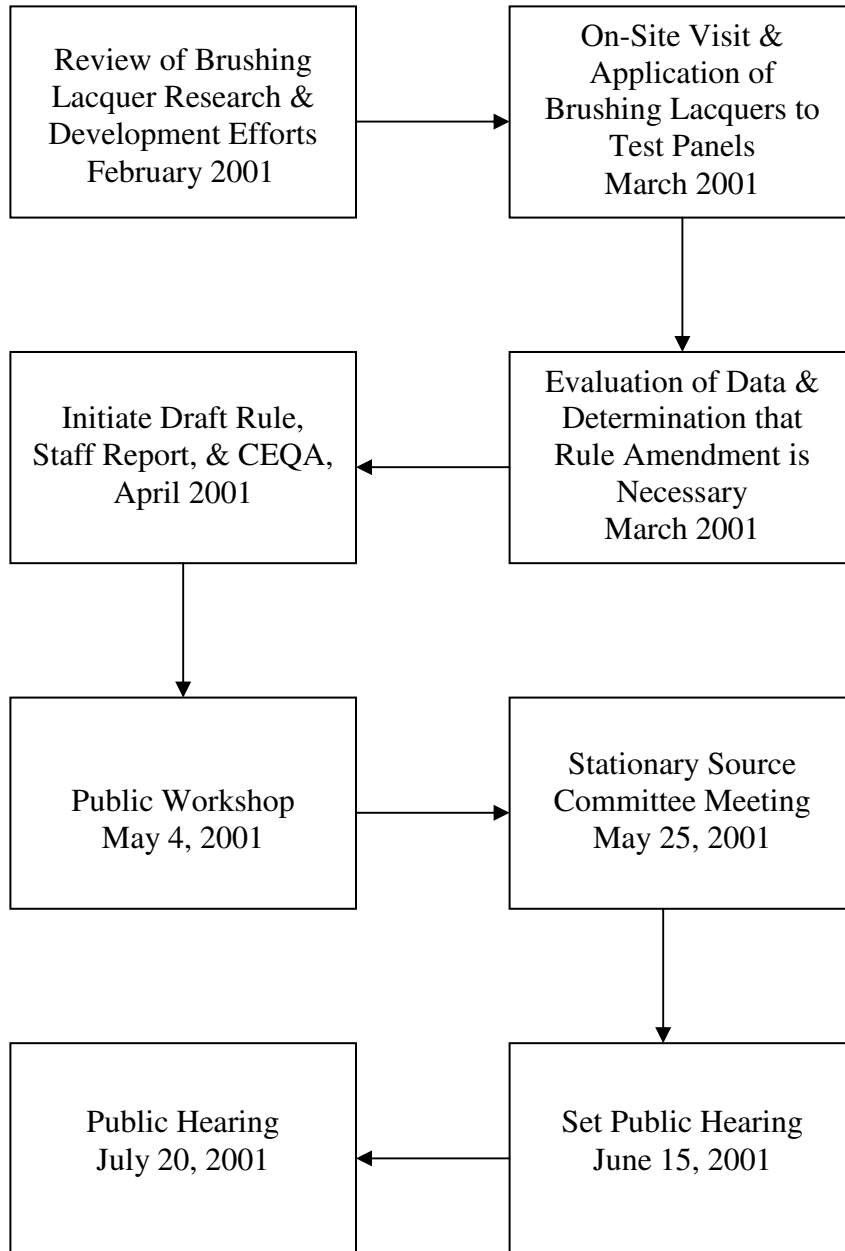 Review of Brushing
Lacquer Research &
Development Efforts
February 2001
On-Site Visit &
Application of
Brushing Lacquers to
Test Panels
March 2001
Evaluation of Data &
Determination that
Rule Amendment is
Necessary
March 2001
Initiate Draft Rule,
Staff Report, & CEQA,
April 2001
Public Workshop
May 4, 2001
Stationary Source
Committee Meeting
May 25, 2001
Set Public Hearing
June 15, 2001
Public Hearing
July 20, 2001